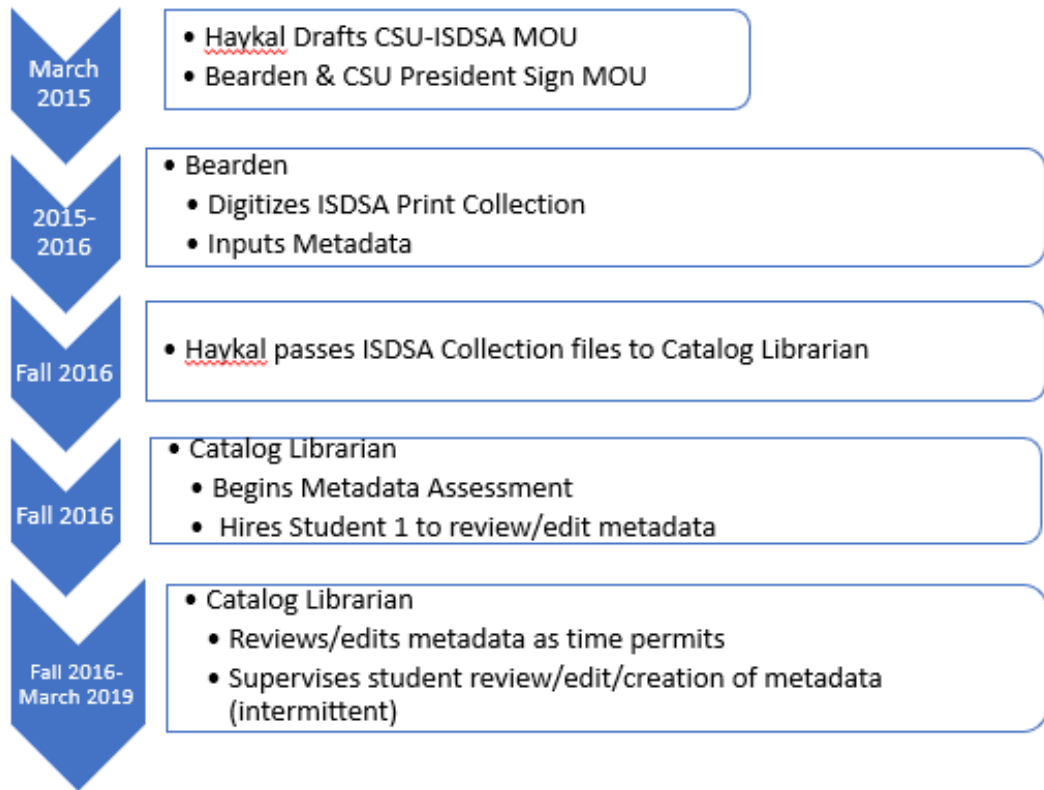 March
2015
• Haykal Drafts CSU-ISDSA MOU
• Bearden & CSU President Sign MOU
2015-
2016
• Bearden
• Digitizes ISDSA Print Collection
• Inputs Metadata
Fall 2016
• Haykal passes ISDSA Collection files to Catalog Librarian
Fall 2016
• Catalog Librarian
• Begins Metadata Assessment
• Hires Student 1 to review/edit metadata
Fall 2016-
March 2019
• Catalog Librarian
• Reviews/edits metadata as time permits
• Supervises student review/edit/creation of metadata
(intermittent)